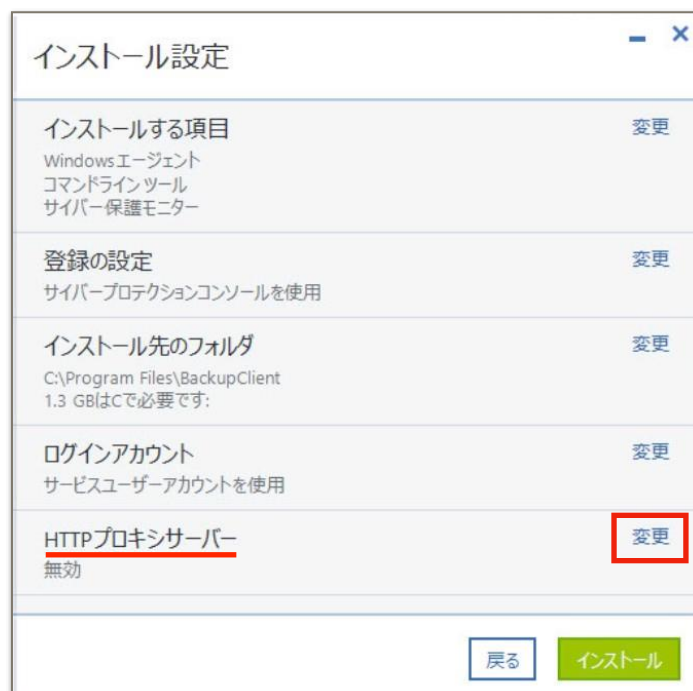 インストール設定
インストールする項目
変更
Windowsエージェント
コマンドライン ツール
サイバー保護モニター
登録の設定
変更
サイバープロテクションコンソールを使用
インストール先のフォルダ
変更
C:\Program Files\BackupClient
1.3 GBはCで必要です:
ログインアカウント
変更
サービスユーザーアカウントを使用
HTTPプロキシサーバー
変更
無効
戻る
インストール